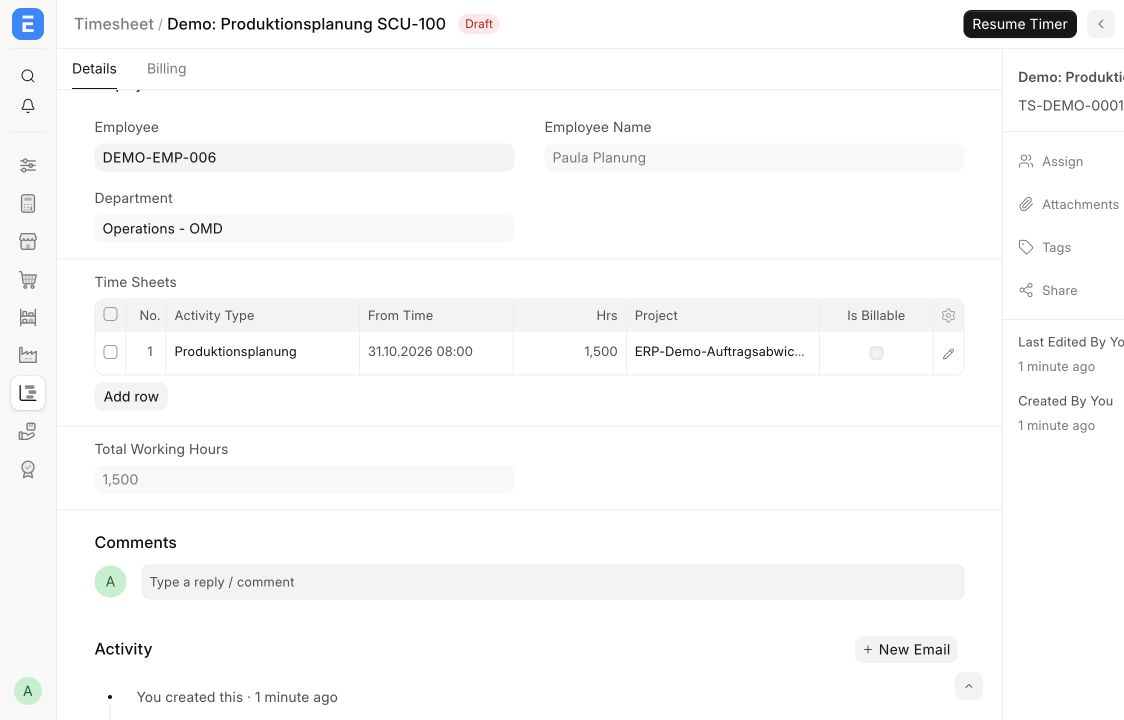 E
Timesheet / Demo: Produktionsplanung SCU-100 Draft
Resume Timer
Details Billing
Employee
DEMO-EMP-006
Employee Name
Paula Planung
Department
Operations - OMD
Time Sheets
No. Activity Type From Time Hrs Project Is Billable
1 Produktionsplanung 31.10.2026 08:00 1,500 ERP-Demo-Auftragsabwic...
Add row
Total Working Hours
1,500
Comments
A
Type a reply / comment
Activity
+ New Email
You created this · 1 minute ago
A
Demo: Produkti
TS-DEMO-0001
Assign
Attachments
Tags
Share
Last Edited By Yo
1 minute ago
Created By You
1 minute ago